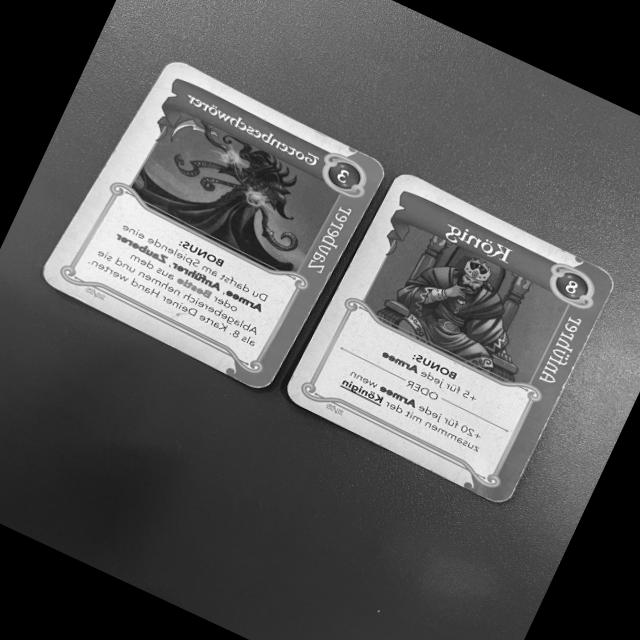 Totenbeschwörer
3
Zauberer
BONUS:
Du darfst am Spielende eine
Armee, Anführer, Zauberer
oder Bestie aus dem
Ablagebereich nehmen und sie
als 8. Karte Deiner Hand werten.
König
8
Anführer
BONUS:
+5 für jede Armee
ODER
+20 für jede Armee wenn
zusammen mit der Königin